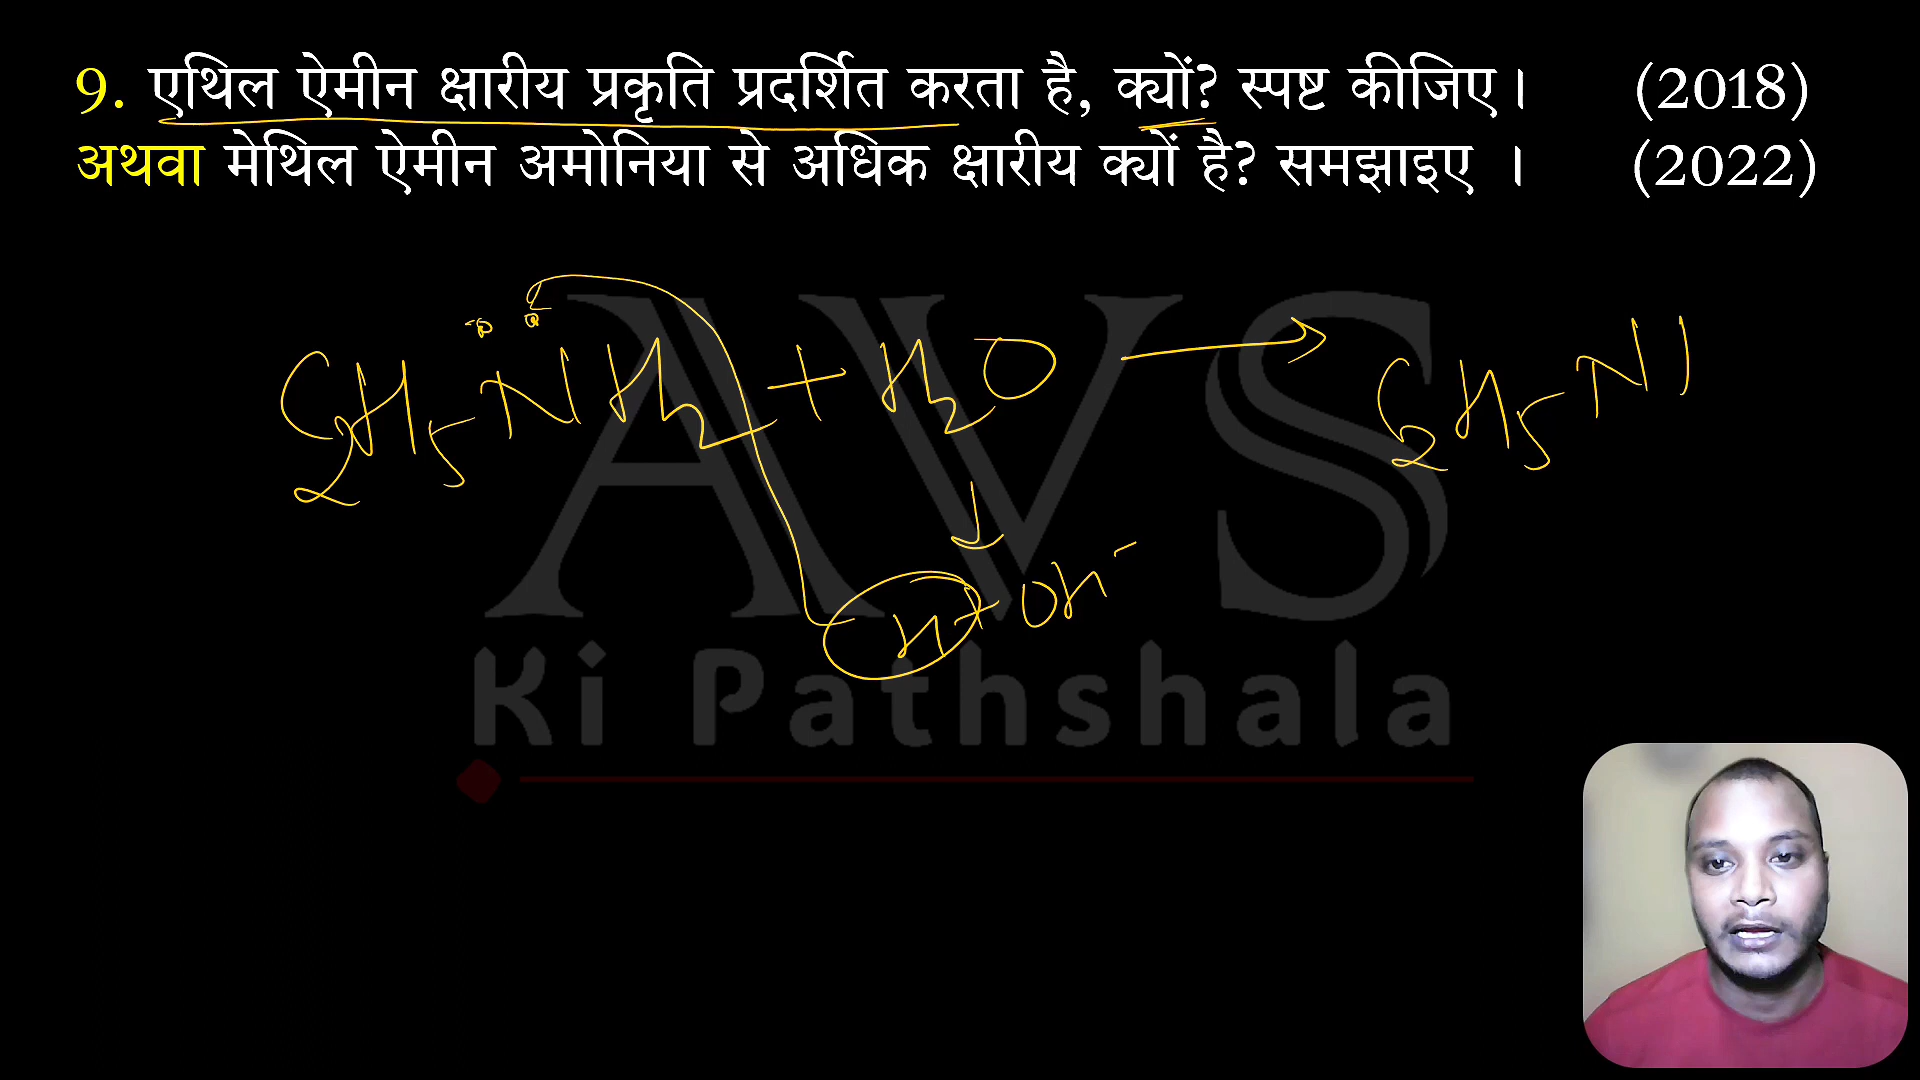 9. एथिल ऐमीन क्षारीय प्रकृति प्रदर्शित करता है, क्यों? स्पष्ट कीजिए। (2018)
अथवा मेथिल ऐमीन अमोनिया से अधिक क्षारीय क्यों है? समझाइए । (2022)
C2H5NH2 + H2O → C2H5N
↓
H+ OH-
AVS
Ki Pathshala